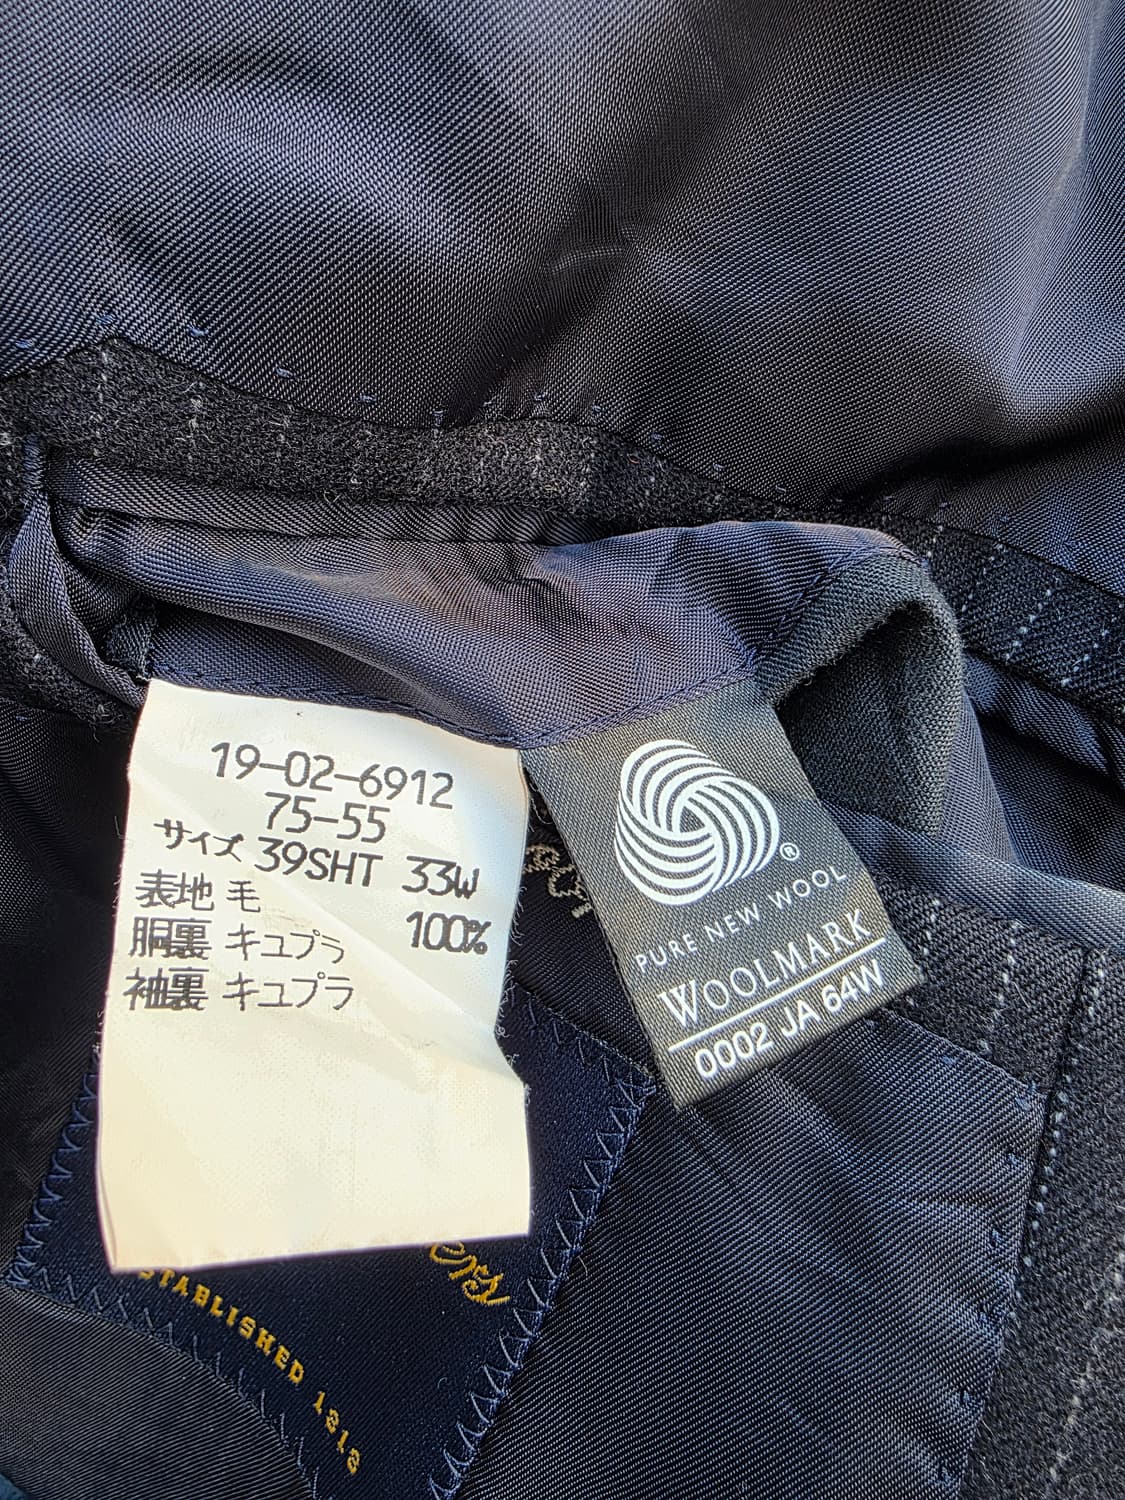 19-02-6912
75-55
サイズ 39SHT 33W
表地 毛 100%
胴裏 キュプラ
袖裏 キュプラ
®
PURE NEW WOOL
WOOLMARK
0002 JA 64W
ESTABLISHED 1818